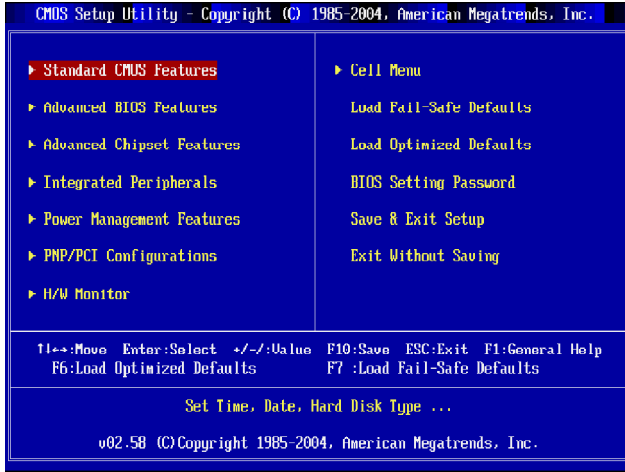 CMOS Setup Utility - Copyright (C) 1985-2004, American Megatrends, Inc.
Standard CMOS Features
Advanced BIOS Features
Advanced Chipset Features
Integrated Peripherals
Power Management Features
PNP/PCI Configurations
H/W Monitor
Cell Menu
Load Fail-Safe Defaults
Load Optimized Defaults
BIOS Setting Password
Save & Exit Setup
Exit Without Saving
↑↓←→:Move Enter:Select +/-/:Value F10:Save ESC:Exit F1:General Help
F6:Load Optimized Defaults F7 :Load Fail-Safe Defaults
Set Time, Date, Hard Disk Type ...
v02.58 (C)Copyright 1985-2004, American Megatrends, Inc.